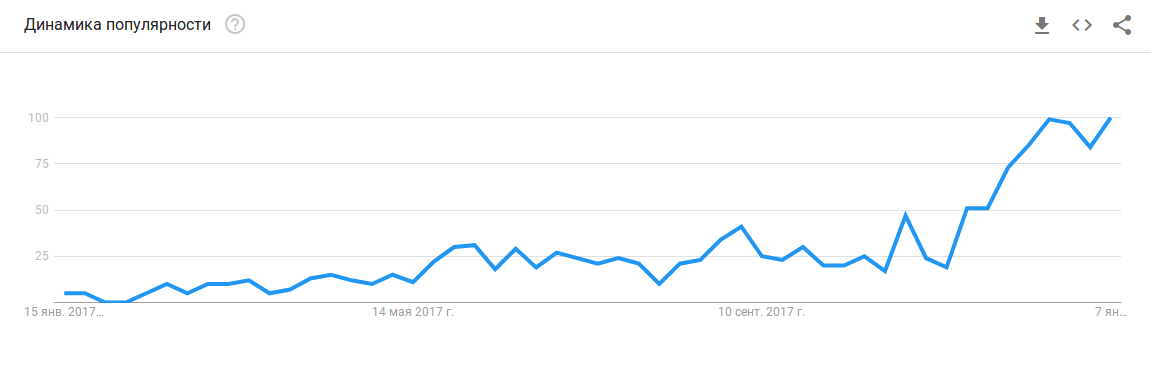 Динамика популярности
100
75
50
25
15 янв. 2017…
14 мая 2017 г.
10 сент. 2017 г.
7 ян…